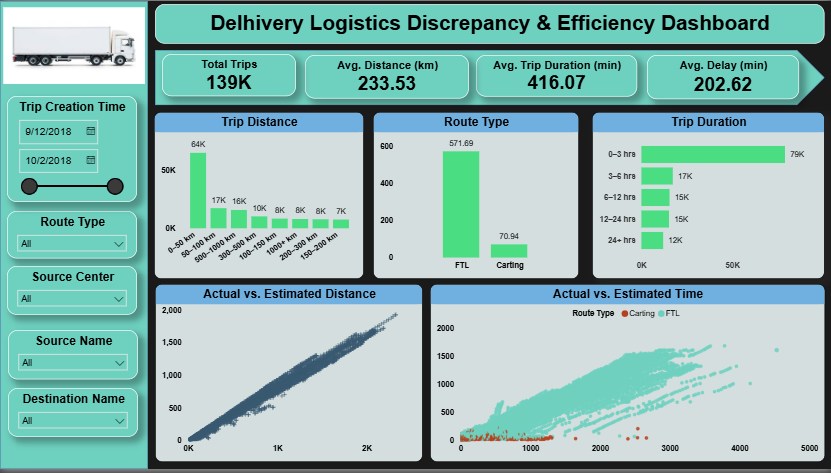 Delhivery Logistics Discrepancy & Efficiency Dashboard
Total Trips
139K
Avg. Distance (km)
233.53
Avg. Trip Duration (min)
416.07
Avg. Delay (min)
202.62
Trip Creation Time
9/12/2018
10/2/2018
Route Type
All
Source Center
All
Source Name
All
Destination Name
All
Trip Distance
50K
0K
64K
17K
16K
10K
8K
8K
8K
7K
0–50 km
50–100 km
500–1000 km
300–500 km
100–150 km
1000+ km
200–300 km
150–200 km
Route Type
600
400
200
0
571.69
70.94
FTL
Carting
Trip Duration
0–3 hrs
79K
3–6 hrs
17K
6–12 hrs
15K
12–24 hrs
15K
24+ hrs
12K
0K
50K
Actual vs. Estimated Distance
2,000
1,500
1,000
500
0
0K
1K
2K
Actual vs. Estimated Time
Route Type Carting FTL
2000
1500
1000
500
0
0
1000
2000
3000
4000
5000